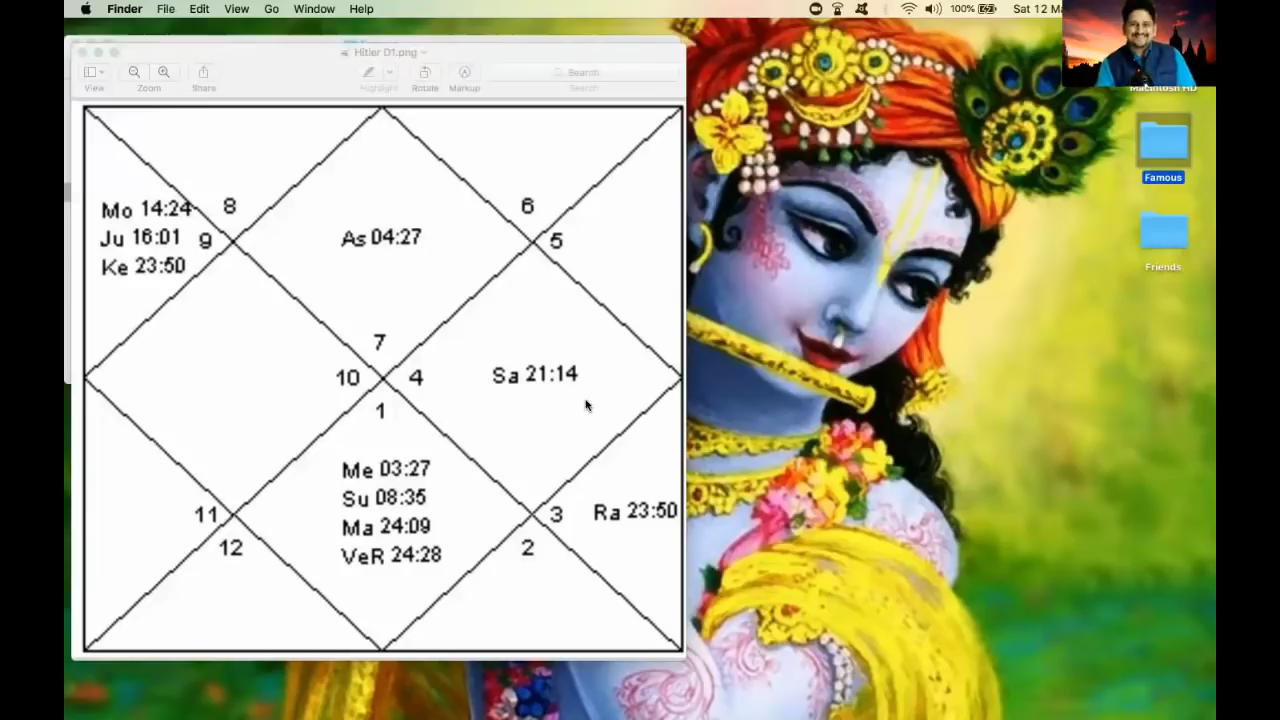 Finder File Edit View Go Window Help
100% Sat 12 Ma
Hitler D1.png
Search
View Zoom Share Highlight Rotate Markup Search
Macintosh HD
Famous
Friends
8 6
Mo 14:24
Ju 16:01 9 As 04:27 5
Ke 23:50
7
10 4 Sa 21:14
1
Me 03:27
Su 08:35
11 3 Ra 23:50
Ma 24:09
12 2
VeR 24:28